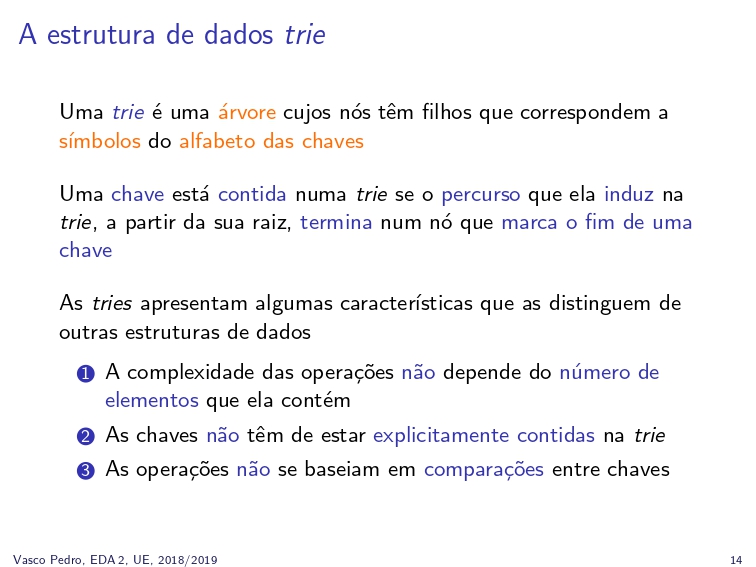 A estrutura de dados trie
Uma trie é uma árvore cujos nós têm filhos que correspondem a
símbolos do alfabeto das chaves
Uma chave está contida numa trie se o percurso que ela induz na
trie, a partir da sua raiz, termina num nó que marca o fim de uma
chave
As tries apresentam algumas características que as distinguem de
outras estruturas de dados
1 A complexidade das operações não depende do número de
elementos que ela contém
2 As chaves não têm de estar explicitamente contidas na trie
3 As operações não se baseiam em comparações entre chaves
Vasco Pedro, EDA 2, UE, 2018/2019 14